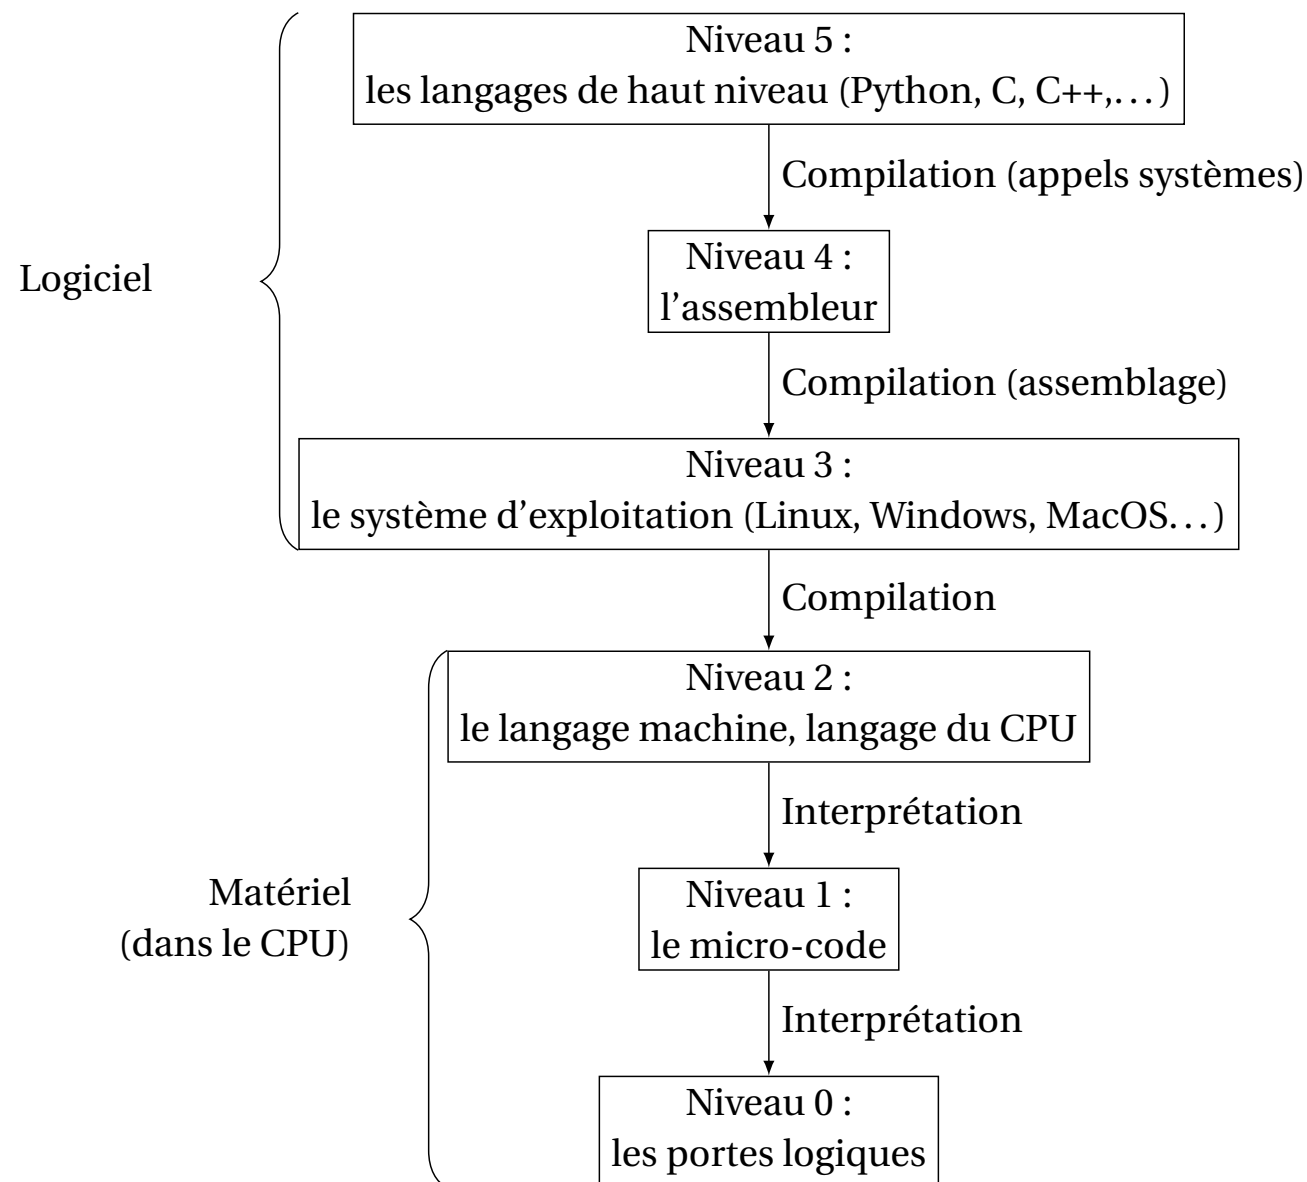 Niveau 5 :
les langages de haut niveau (Python, C, C++,…)
Compilation (appels systèmes)
Niveau 4 :
l’assembleur
Logiciel
Compilation (assemblage)
Niveau 3 :
le système d’exploitation (Linux, Windows, MacOS…)
Compilation
Niveau 2 :
le langage machine, langage du CPU
Interprétation
Matériel
(dans le CPU)
Niveau 1 :
le micro-code
Interprétation
Niveau 0 :
les portes logiques